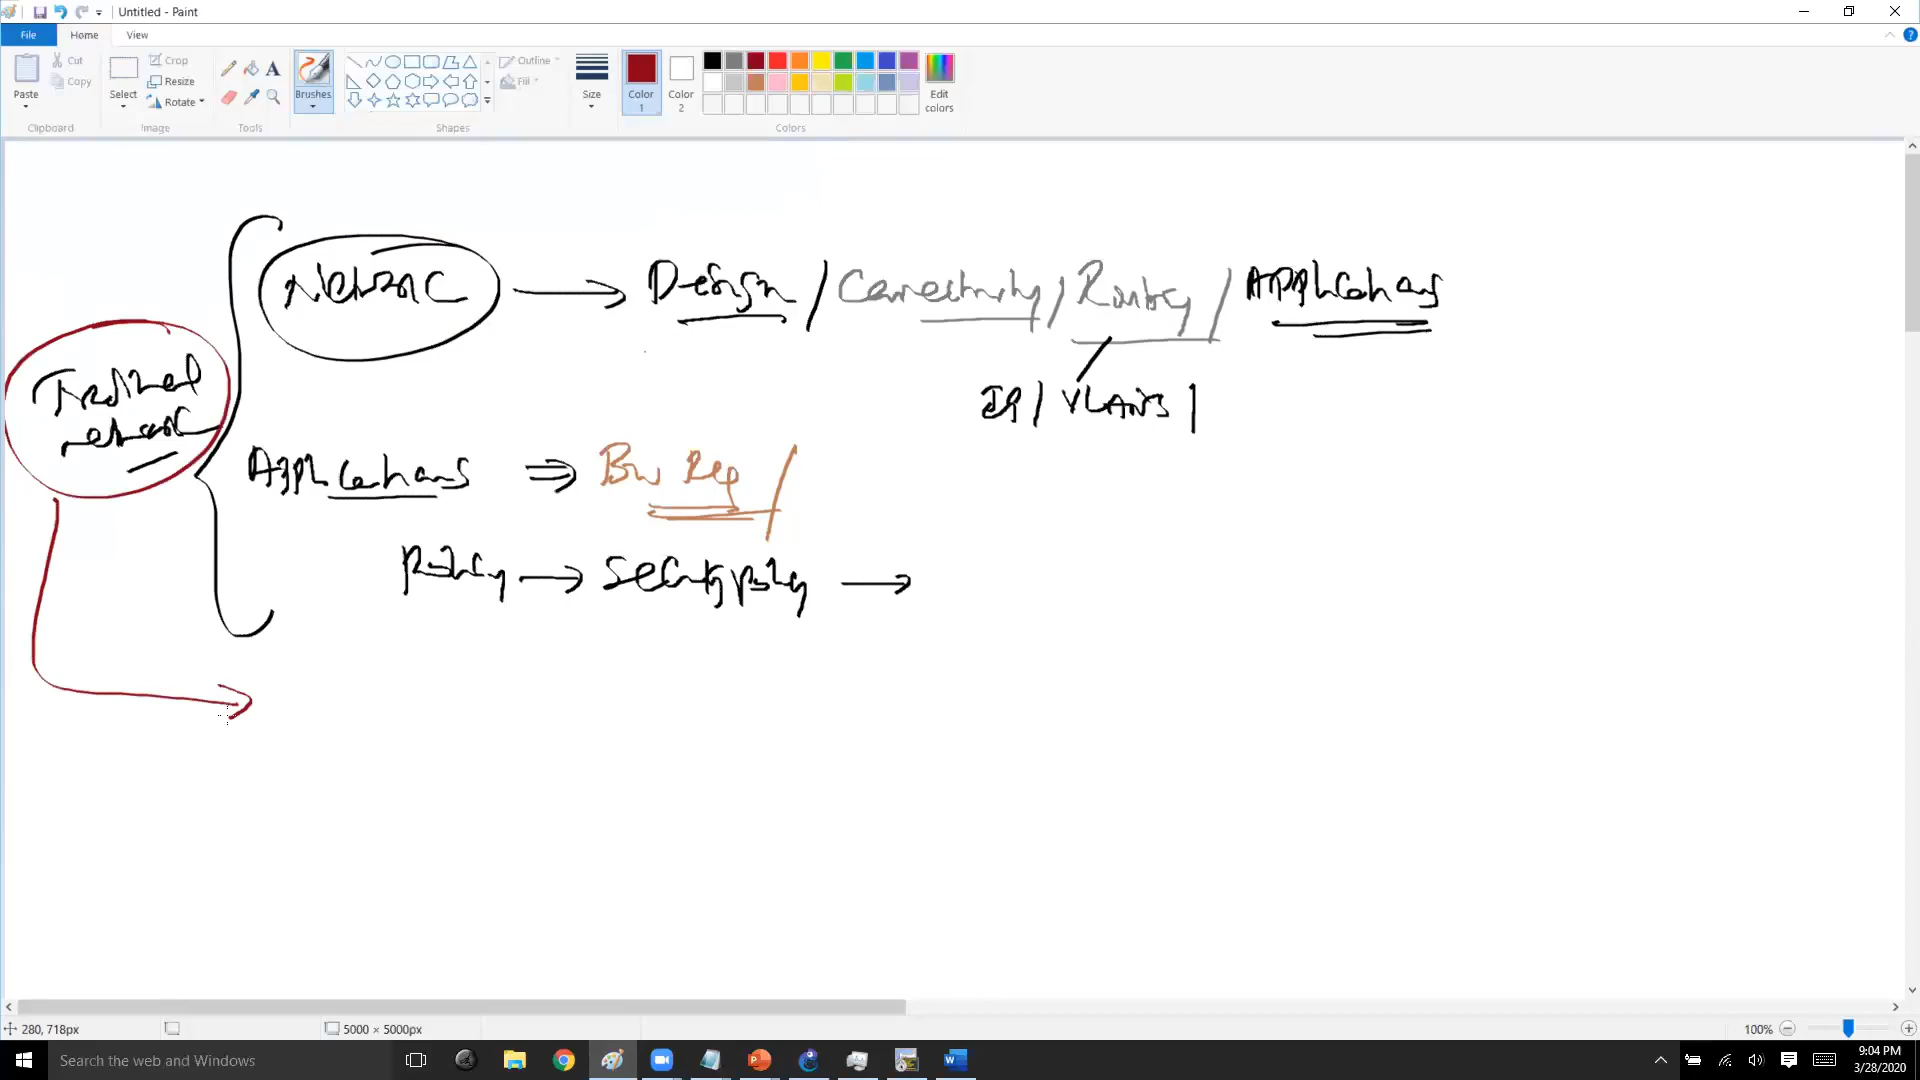 Untitled - Paint
File Home View
Paste Cut Copy Select Crop Resize Rotate Brushes Outline Fill Size Color 1 Color 2 Edit colors
Clipboard Image Tools Shapes Colors
Network → Design / Connectivity / Routing / Applications
Traditional
network
IP / VLANs /
Applications ⇒ BW Req /
Policy → Security policy →
280, 718px 5000 × 5000px 100%
Search the web and Windows 9:04 PM
3/28/2020